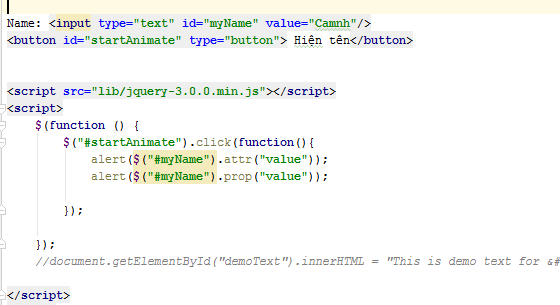 Name: <input type="text" id="myName" value="Camnh"/>
<button id="startAnimate" type="button"> Hiện tên</button>
<script src="lib/jquery-3.0.0.min.js"></script>
<script>
$(function () {
$("#startAnimate").click(function(){
alert($("#myName").attr("value"));
alert($("#myName").prop("value"));
});
});
//document.getElementById("demoText").innerHTML = "This is demo text for &#
</script>